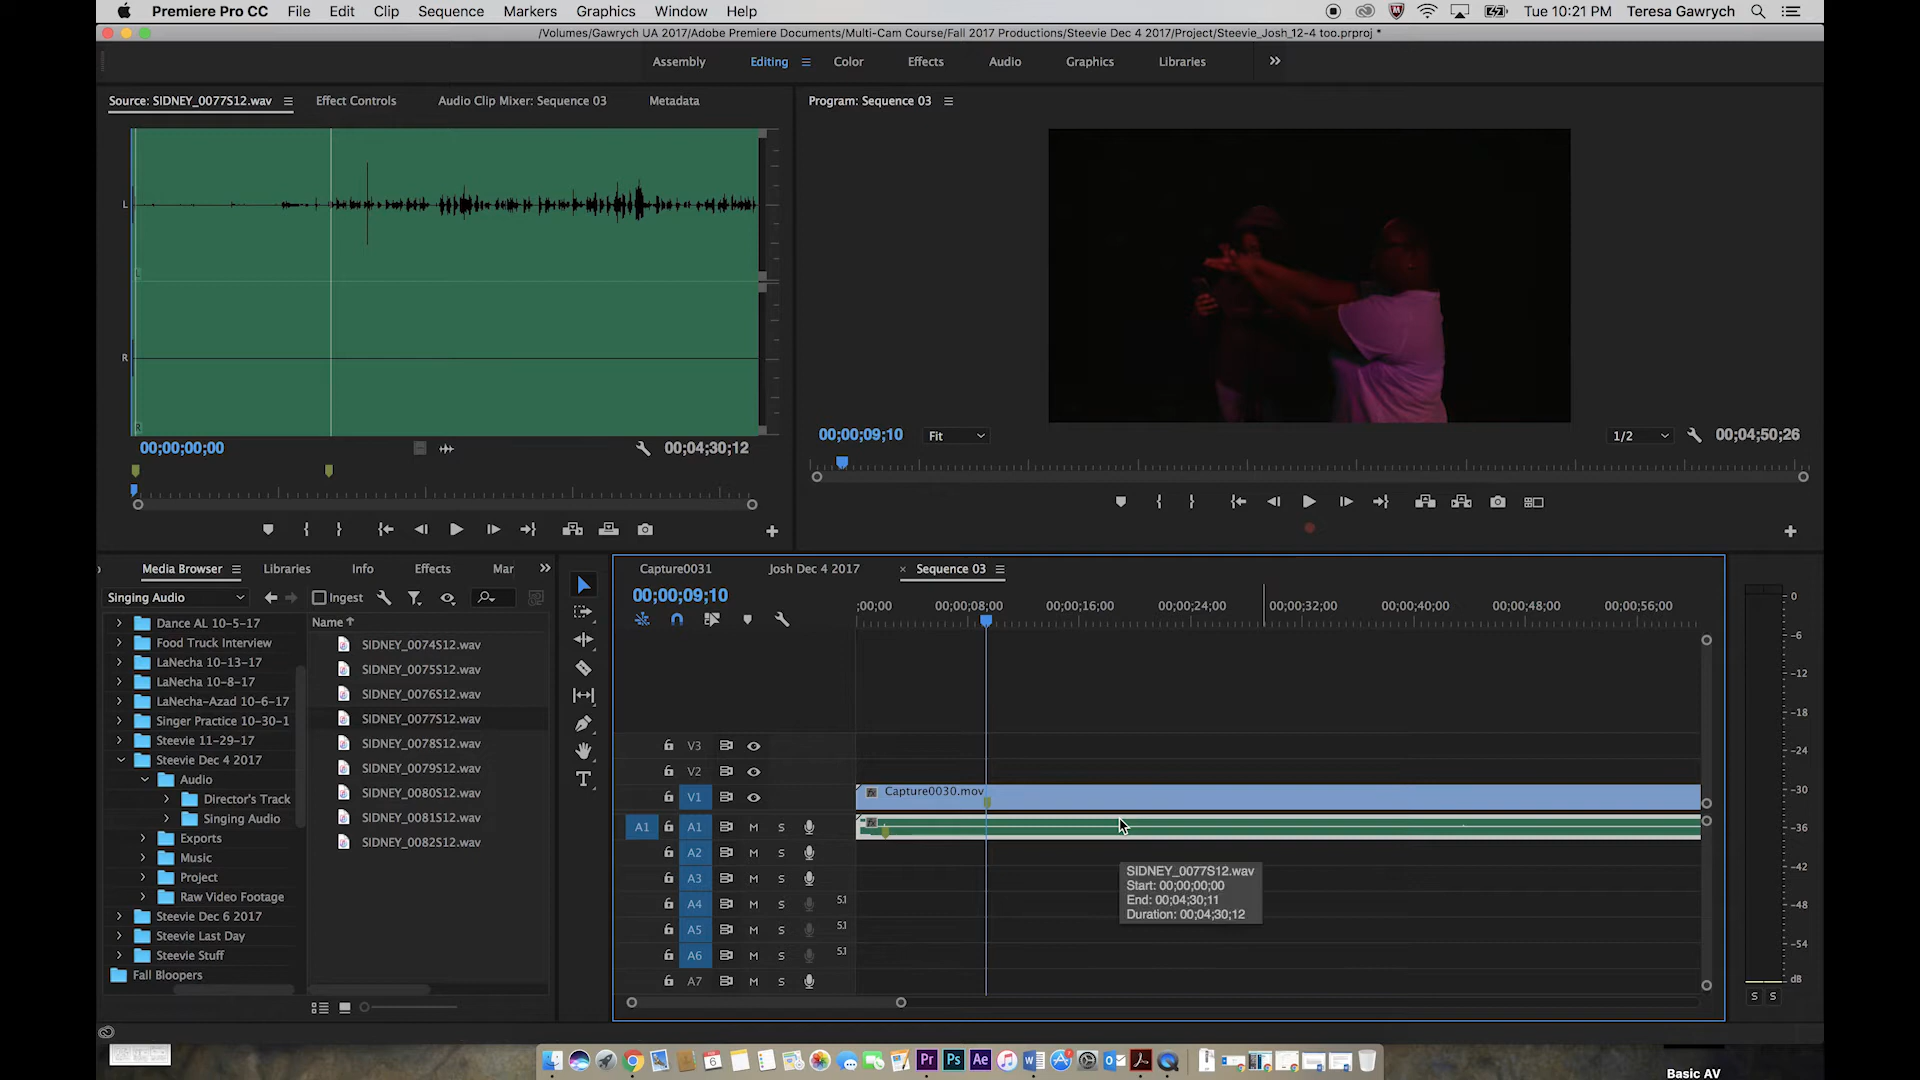 Premiere Pro CC File Edit Clip Sequence Markers Graphics Window Help Tue 10:21 PM Teresa Gawrych
/Volumes/Gawrych UA 2017/Adobe Premiere Documents/Multi-Cam Course/Fall 2017 Productions/Steevie Dec 4 2017/Project/Steevie_Josh_12-4 too.prproj *
Assembly Editing Color Effects Audio Graphics Libraries
Source: SIDNEY_0077S12.wav Effect Controls Audio Clip Mixer: Sequence 03 Metadata
Program: Sequence 03
L
L
R
R
00;00;00;00 00;04;30;12
00;00;09;10 Fit 1/2 00;04;50;26
Media Browser Libraries Info Effects Mar
Singing Audio Ingest
Name
Dance AL 10-5-17
Food Truck Interview
LaNecha 10-13-17
LaNecha 10-8-17
LaNecha-Azad 10-6-17
Singer Practice 10-30-1
Steevie 11-29-17
Steevie Dec 4 2017
Audio
Director's Track
Singing Audio
Exports
Music
Project
Raw Video Footage
Steevie Dec 6 2017
Steevie Last Day
Steevie Stuff
Fall Bloopers
SIDNEY_0074S12.wav
SIDNEY_0075S12.wav
SIDNEY_0076S12.wav
SIDNEY_0077S12.wav
SIDNEY_0078S12.wav
SIDNEY_0079S12.wav
SIDNEY_0080S12.wav
SIDNEY_0081S12.wav
SIDNEY_0082S12.wav
T
Capture0031 Josh Dec 4 2017 × Sequence 03
00;00;09;10
;00;00 00;00;08;00 00;00;16;00 00;00;24;00 00;00;32;00 00;00;40;00 00;00;48;00 00;00;56;00
V3
V2
V1 Capture0030.mov
A1 A1 M S
A2 M S
A3 M S
A4 M S 5.1
A5 M S 5.1
A6 M S 5.1
A7 M S
SIDNEY_0077S12.wav
Start: 00;00;00;00
End: 00;04;30;11
Duration: 00;04;30;12
0
-6
-12
-18
-24
-30
-36
-42
-48
-54
dB
S S
6 Pr Ps Ae
Basic AV